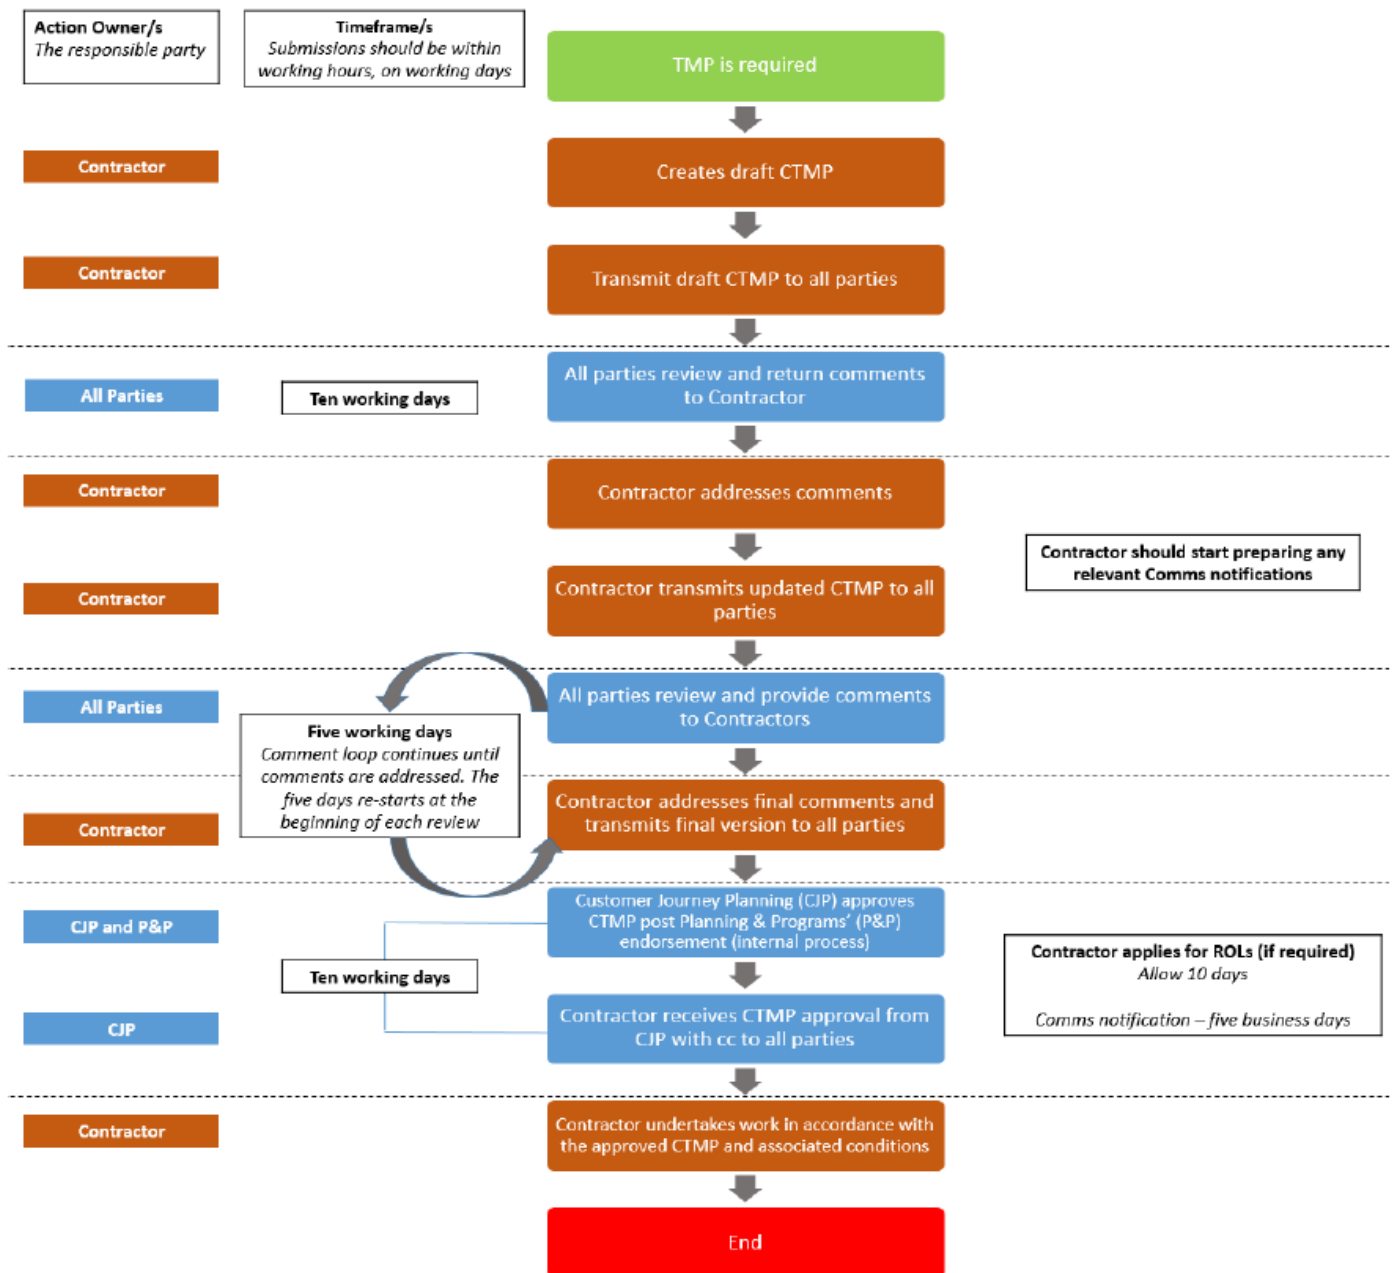 Action Owner/s
The responsible party
Timeframe/s
Submissions should be within
working hours, on working days
TMP is required
Contractor
Creates draft CTMP
Contractor
Transmit draft CTMP to all parties
All Parties
Ten working days
All parties review and return comments
to Contractor
Contractor
Contractor addresses comments
Contractor should start preparing any
relevant Comms notifications
Contractor
Contractor transmits updated CTMP to all
parties
All Parties
All parties review and provide comments
to Contractors
Five working days
Comment loop continues until
comments are addressed. The
five days re-starts at the
beginning of each review
Contractor
Contractor addresses final comments and
transmits final version to all parties
CJP and P&P
Customer Journey Planning (CJP) approves
CTMP post Planning & Programs' (P&P)
endorsement (internal process)
Ten working days
Contractor applies for ROLs (if required)
Allow 10 days
Comms notification – five business days
CJP
Contractor receives CTMP approval from
CJP with cc to all parties
Contractor
Contractor undertakes work in accordance with
the approved CTMP and associated conditions
End